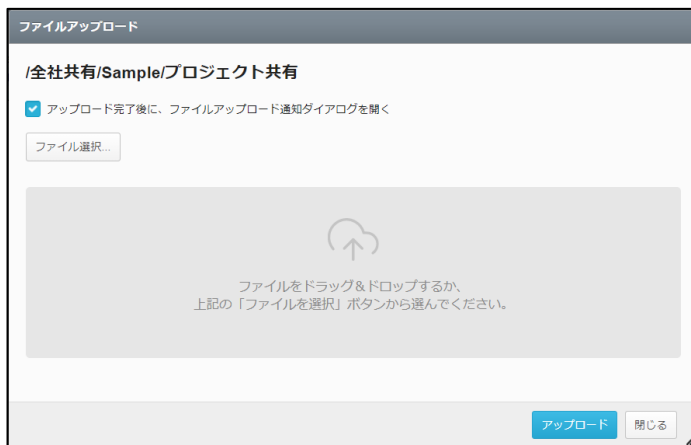 ファイルアップロード
/全社共有/Sample/プロジェクト共有
アップロード完了後に、ファイルアップロード通知ダイアログを開く
ファイル選択...
ファイルをドラッグ＆ドロップするか、
上記の「ファイルを選択」ボタンから選んでください。
アップロード 閉じる